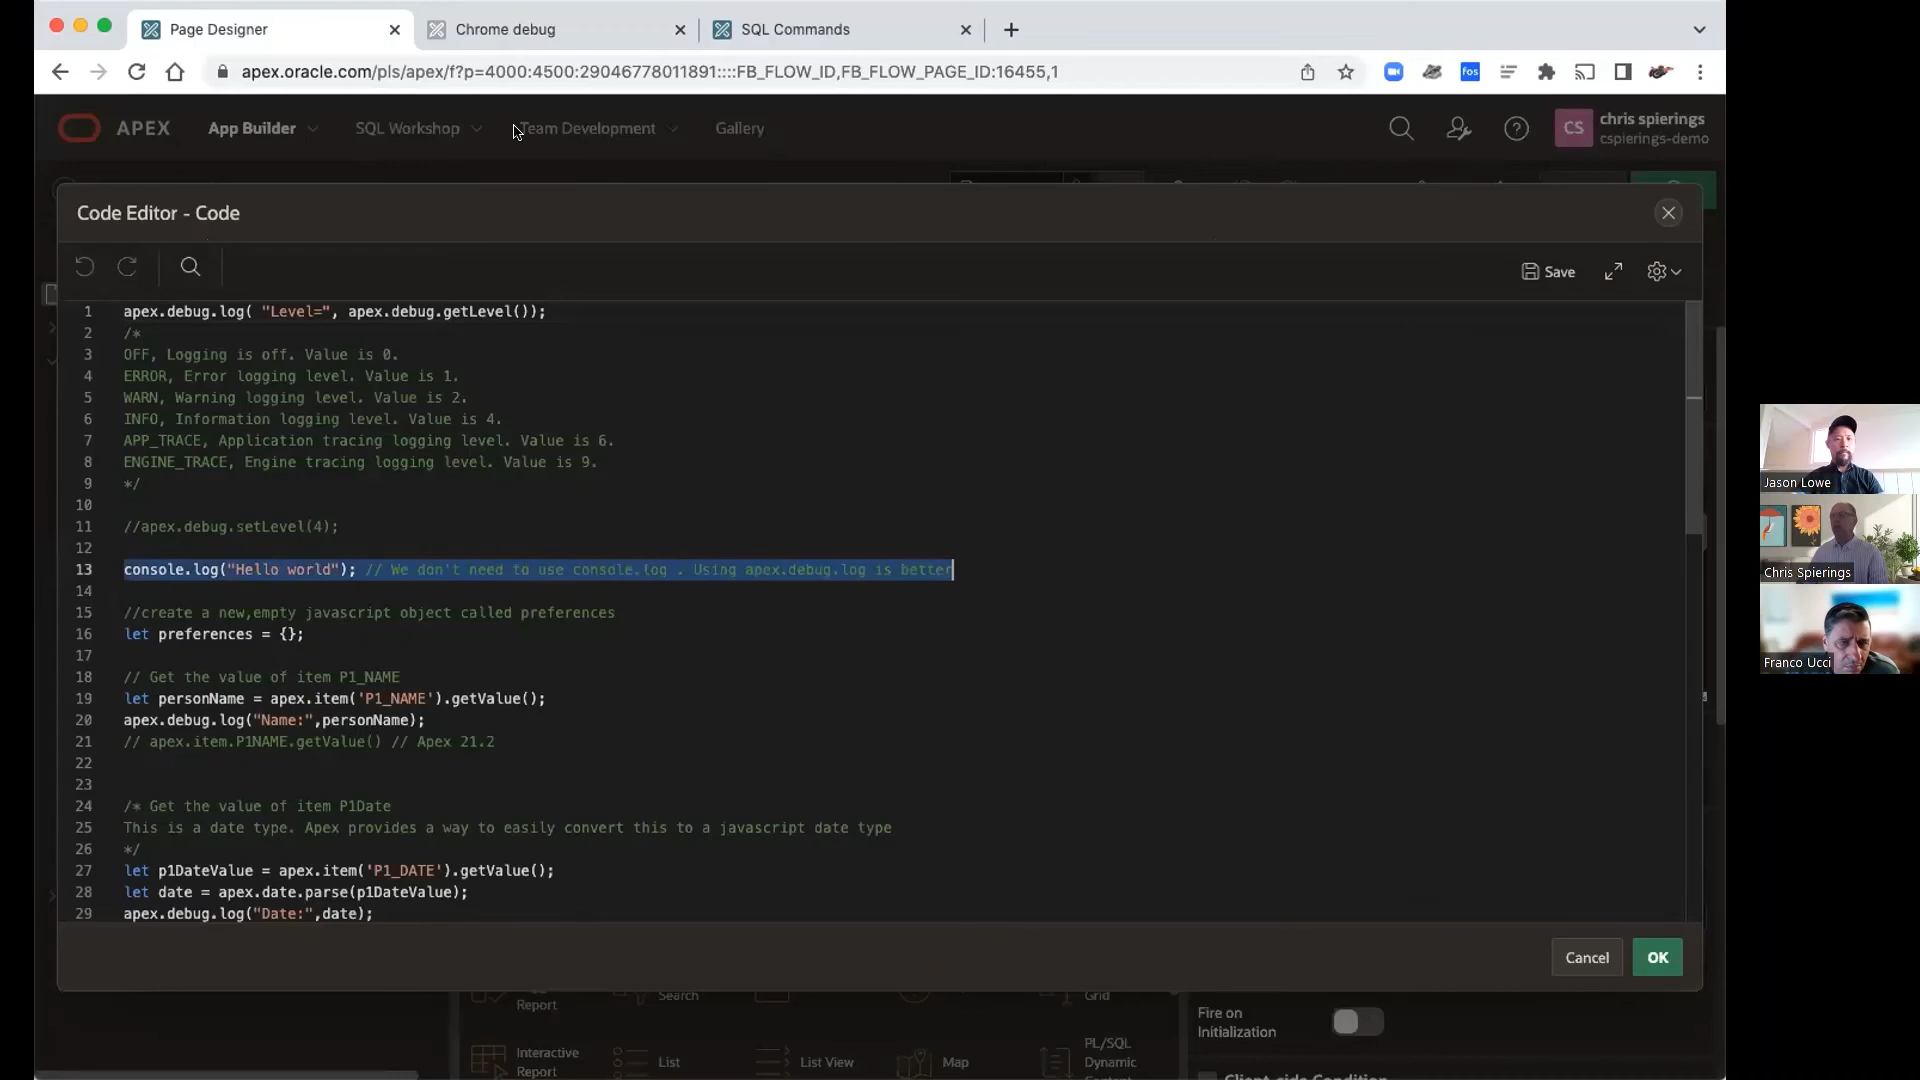 Page Designer
Chrome debug
SQL Commands
apex.oracle.com/pls/apex/f?p=4000:4500:29046778011891::::FB_FLOW_ID,FB_FLOW_PAGE_ID:16455,1
fos
APEX
App Builder
SQL Workshop
Team Development
Gallery
CS
chris spierings
cspierings-demo
Code Editor - Code
Save
1 apex.debug.log( "Level=", apex.debug.getLevel());
2 /*
3 OFF, Logging is off. Value is 0.
4 ERROR, Error logging level. Value is 1.
5 WARN, Warning logging level. Value is 2.
6 INFO, Information logging level. Value is 4.
7 APP_TRACE, Application tracing logging level. Value is 6.
8 ENGINE_TRACE, Engine tracing logging level. Value is 9.
9 */
10
11 //apex.debug.setLevel(4);
12
13 console.log("Hello world"); // We don't need to use console.log . Using apex.debug.log is better
14
15 //create a new,empty javascript object called preferences
16 let preferences = {};
17
18 // Get the value of item P1_NAME
19 let personName = apex.item('P1_NAME').getValue();
20 apex.debug.log("Name:",personName);
21 // apex.item.P1NAME.getValue() // Apex 21.2
22
23
24 /* Get the value of item P1Date
25 This is a date type. Apex provides a way to easily convert this to a javascript date type
26 */
27 let p1DateValue = apex.item('P1_DATE').getValue();
28 let date = apex.date.parse(p1DateValue);
29 apex.debug.log("Date:",date);
Cancel
OK
Report
Search
Grid
Interactive
Report
List
List View
Map
PL/SQL
Dynamic
Fire on
Initialization
Client-side Condition
Jason Lowe
Chris Spierings
Franco Ucci